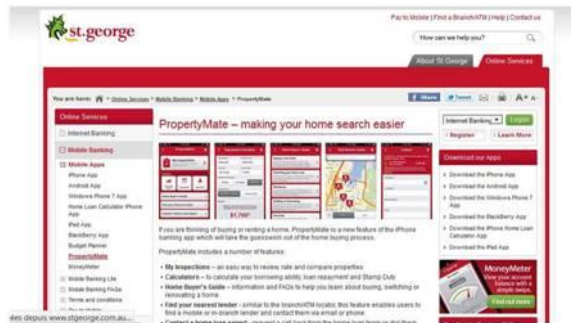 Pay to Mobile | Find a Branch/ATM | Help | Contact us
st.george
How can we help you?
About St George
Online Services
You are here:
Online Services
Mobile Banking
Mobile Apps
PropertyMate
Share
Tweet
A+ A-
Online Services
Internet Banking
Mobile Banking
Mobile Apps
iPhone App
Android App
Windows Phone 7 App
Home Loan Calculator iPhone App
iPad App
BlackBerry App
Budget Planner
PropertyMate
MoneyMeter
Mobile Banking Lite
Mobile Banking FAQs
Terms and conditions
PropertyMate – making your home search easier
$1,760*
If you are thinking of buying or renting a home, PropertyMate is a new feature of the iPhone
banking app which will take the guesswork out of the home buying process.
PropertyMate includes a number of features:
• My Inspections – an easy way to review, rate and compare properties
• Calculators – to calculate your borrowing ability, loan repayment and Stamp Duty
• Home Buyer's Guide – information and FAQs to help you learn about buying, switching or
renovating a home
• Find your nearest lender - similar to the branch/ATM locator, this feature enables users to
find a mobile or in-branch lender and contact them via email or phone
Internet Banking
Logon
Register
Learn More
Download our Apps
Download the iPhone App
Download the Android App
Download the Windows Phone 7
App
Download the BlackBerry App
Download the iPhone Home Loan
Calculator App
Download the iPad App
MoneyMeter
View your account
balance with a
simple swipe.
Find out more
ées depuis www.stgeorge.com.au...